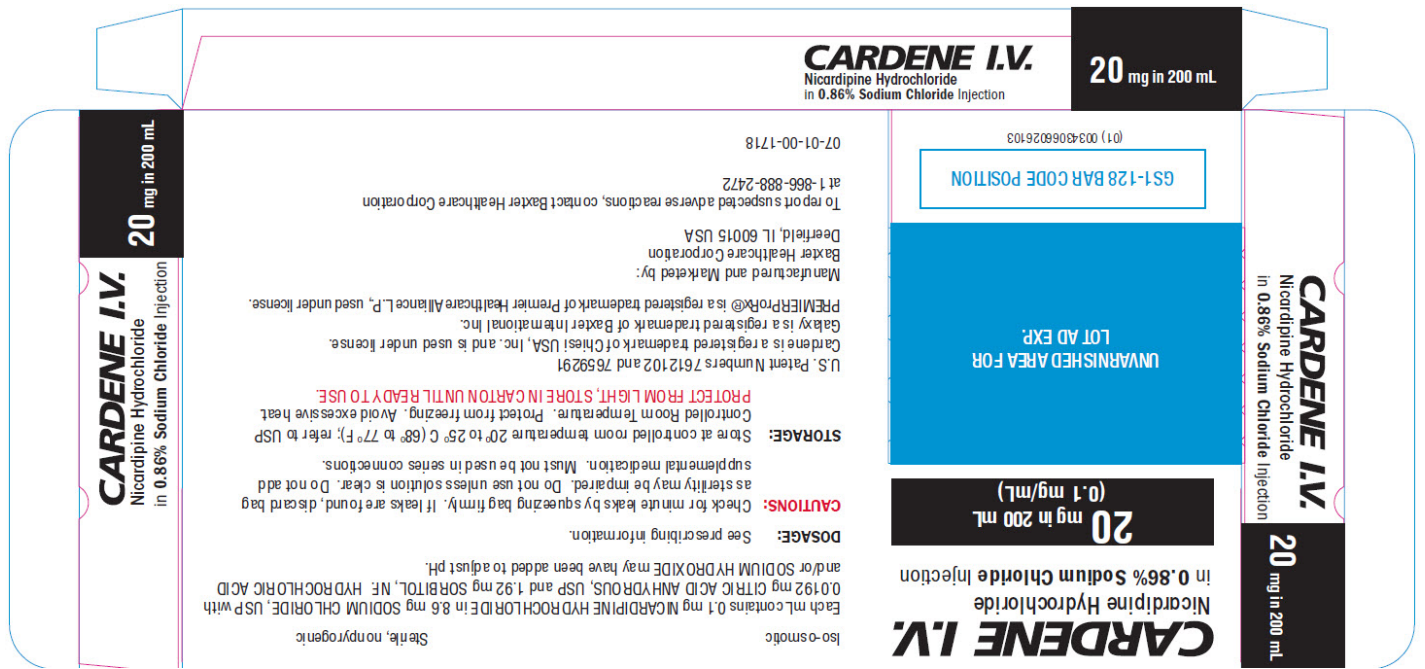 CARDENE I.V.
Nicardipine Hydrochloride
in 0.86% Sodium Chloride Injection
20 mg in 200 mL
20 mg in 200 mL
CARDENE I.V.
Nicardipine Hydrochloride
in 0.86% Sodium Chloride Injection
Iso-osmotic Sterile, nonpyrogenic
Each mL contains 0.1 mg NICARDIPINE HYDROCHLORIDE in 8.6 mg SODIUM CHLORIDE, USP with
0.0192 mg CITRIC ACID ANHYDROUS, USP and 1.92 mg SORBITOL, NF. HYDROCHLORIC ACID
and/or SODIUM HYDROXIDE may have been added to adjust pH.
DOSAGE: See prescribing information.
CAUTIONS: Check for minute leaks by squeezing bag firmly. If leaks are found, discard bag
as sterility may be impaired. Do not use unless solution is clear. Do not add
supplemental medication. Must not be used in series connections.
STORAGE: Store at controlled room temperature 20° to 25° C (68° to 77° F); refer to USP
Controlled Room Temperature. Protect from freezing. Avoid excessive heat
PROTECT FROM LIGHT, STORE IN CARTON UNTIL READY TO USE.
U.S. Patent Numbers 7612102 and 7659291
Cardene is a registered trademark of Chiesi USA, Inc. and is used under license.
Galaxy is a registered trademark of Baxter International Inc.
PREMIERProRx® is a registered trademark of Premier Healthcare Alliance L.P., used under license.
Manufactured and Marketed by:
Baxter Healthcare Corporation
Deerfield, IL 60015 USA
To report suspected adverse reactions, contact Baxter Healthcare Corporation
at 1-866-888-2472
07-01-00-1718
CARDENE I.V.
Nicardipine Hydrochloride
in 0.86% Sodium Chloride Injection
20 mg in 200 mL
(0.1 mg/mL)
UNVARNISHED AREA FOR
LOT AD EXP.
GS1-128 BAR CODE POSITION
(01) 00343066026103
CARDENE I.V.
Nicardipine Hydrochloride
in 0.86% Sodium Chloride Injection
20 mg in 200 mL